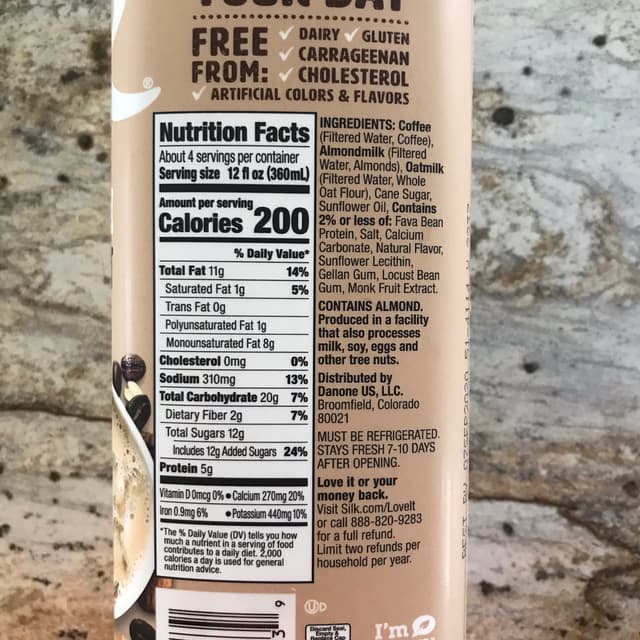 YOUR DAY
FREE
FROM:
✓ DAIRY ✓ GLUTEN
✓ CARRAGEENAN
✓ CHOLESTEROL
✓ ARTIFICIAL COLORS & FLAVORS
®
Nutrition Facts
About 4 servings per container
Serving size 12 fl oz (360mL)
Amount per serving
Calories 200
% Daily Value*
Total Fat 11g 14%
Saturated Fat 1g 5%
Trans Fat 0g
Polyunsaturated Fat 1g
Monounsaturated Fat 8g
Cholesterol 0mg 0%
Sodium 310mg 13%
Total Carbohydrate 20g 7%
Dietary Fiber 2g 7%
Total Sugars 12g
Includes 12g Added Sugars 24%
Protein 5g
Vitamin D 0mcg 0% • Calcium 270mg 20%
Iron 0.9mg 6% • Potassium 440mg 10%
*The % Daily Value (DV) tells you how
much a nutrient in a serving of food
contributes to a daily diet. 2,000
calories a day is used for general
nutrition advice.
INGREDIENTS: Coffee
(Filtered Water, Coffee),
Almondmilk (Filtered
Water, Almonds), Oatmilk
(Filtered Water, Whole
Oat Flour), Cane Sugar,
Sunflower Oil, Contains
2% or less of: Fava Bean
Protein, Salt, Calcium
Carbonate, Natural Flavor,
Sunflower Lecithin,
Gellan Gum, Locust Bean
Gum, Monk Fruit Extract.
CONTAINS ALMOND.
Produced in a facility
that also processes
milk, soy, eggs and
other tree nuts.
Distributed by
Danone US, LLC.
Broomfield, Colorado
80021
MUST BE REFRIGERATED.
STAYS FRESH 7-10 DAYS
AFTER OPENING.
Love it or your
money back.
Visit Silk.com/LoveIt
or call 888-820-9283
for a full refund.
Limit two refunds per
household per year.
3 9
UD
Discard Seal,
Empty &
Replace Cap
I'm